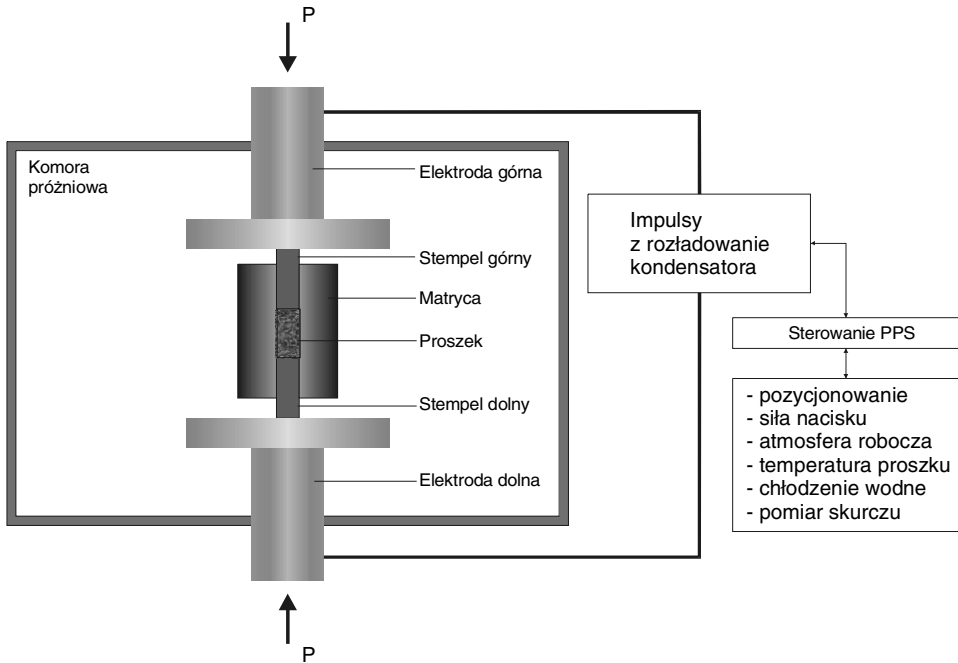 P
Komora
próżniowa
Elektroda górna
Stempel górny
Matryca
Proszek
Stempel dolny
Elektroda dolna
P
Impulsy
z rozładowanie
kondensatora
Sterowanie PPS
- pozycjonowanie
- siła nacisku
- atmosfera robocza
- temperatura proszku
- chłodzenie wodne
- pomiar skurczu